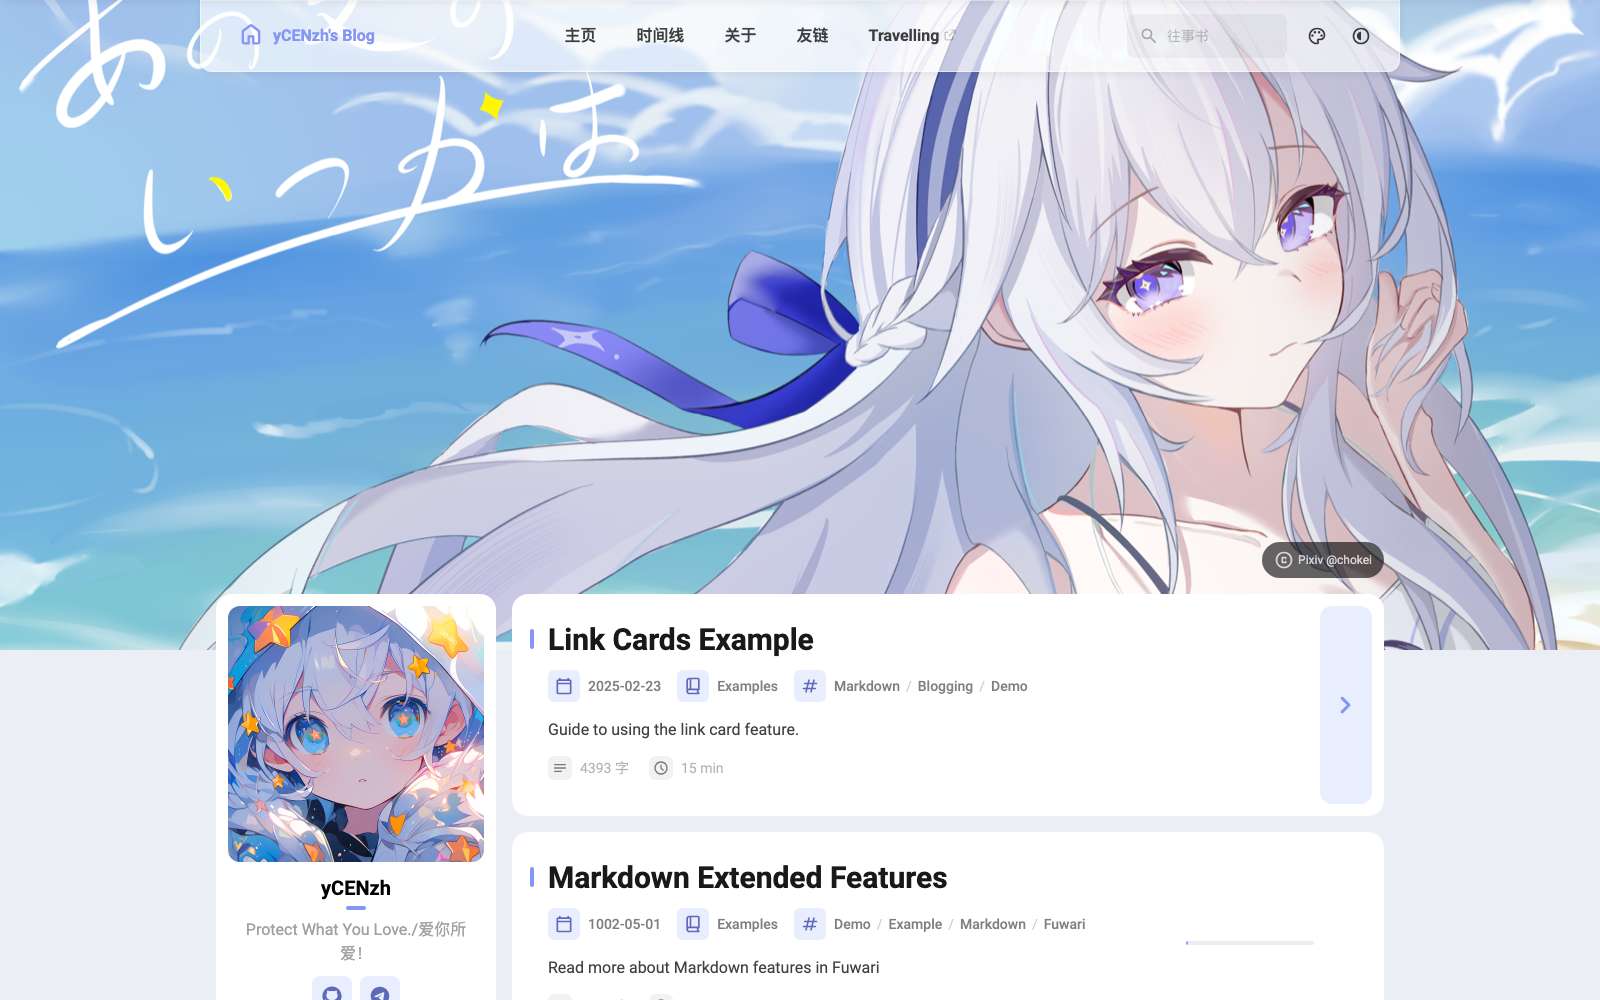 yCENzh's Blog
主页
时间线
关于
友链
Travelling
往事书
いつかは
Pixiv @chokei
Link Cards Example
2025-02-23
Examples
Markdown / Blogging / Demo
Guide to using the link card feature.
4393 字
15 min
yCENzh
Protect What You Love./爱你所
爱！
Markdown Extended Features
1002-05-01
Examples
Demo / Example / Markdown / Fuwari
Read more about Markdown features in Fuwari